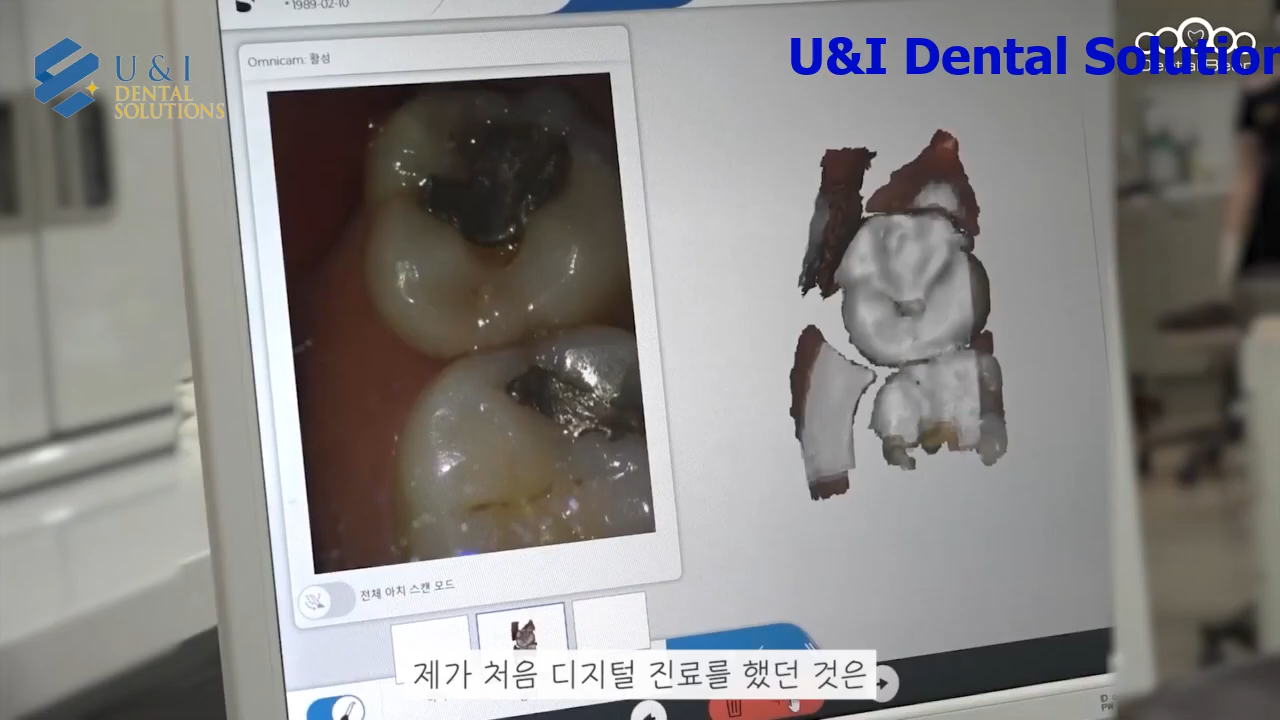 1989-02-10
Omnicam: 활성
U & I
DENTAL
SOLUTIONS
U&I Dental Solution
전체 아치 스캔 모드
제가 처음 디지털 진료를 했던 것은